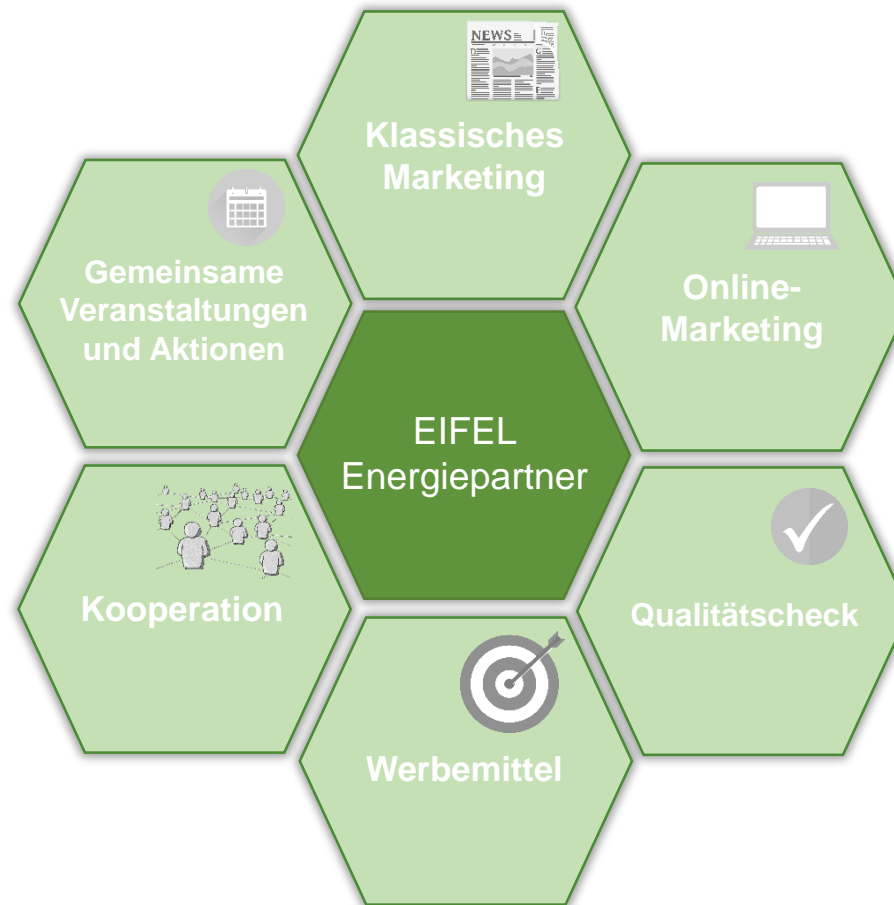 NEWS
Klassisches
Marketing
Gemeinsame
Veranstaltungen
und Aktionen
Online-
Marketing
EIFEL
Energiepartner
Kooperation
Qualitätscheck
Werbemittel